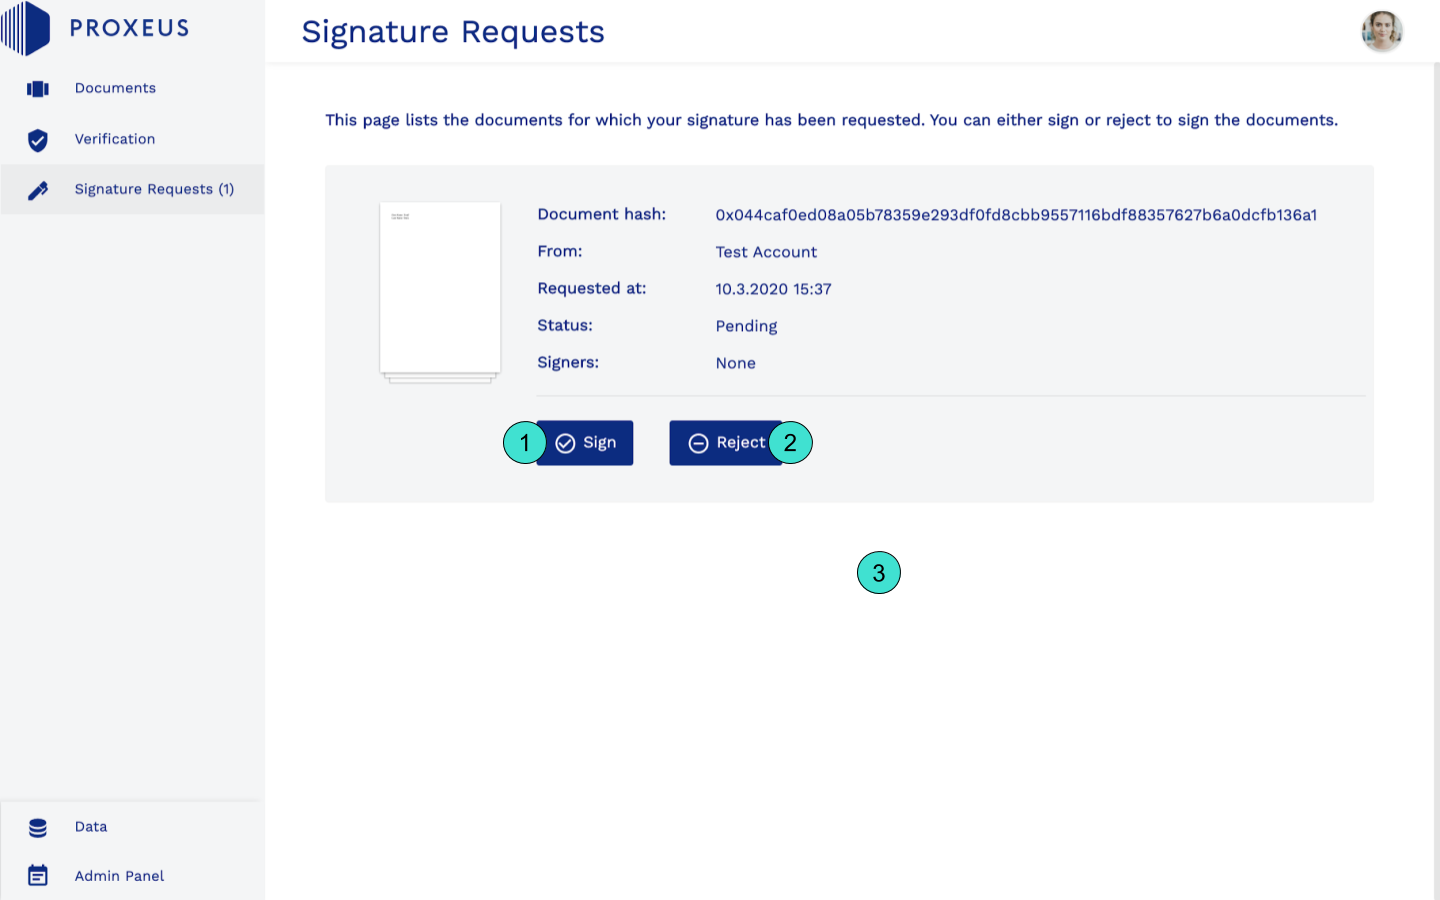 PROXEUS
Signature Requests
Documents
Verification
Signature Requests (1)
This page lists the documents for which your signature has been requested. You can either sign or reject to sign the documents.
Document hash: 0x044caf0ed08a05b78359e293df0fd8cbb9557116bdf88357627b6a0dcfb136a1
From: Test Account
Requested at: 10.3.2020 15:37
Status: Pending
Signers: None
1 Sign Reject 2
3
Data
Admin Panel